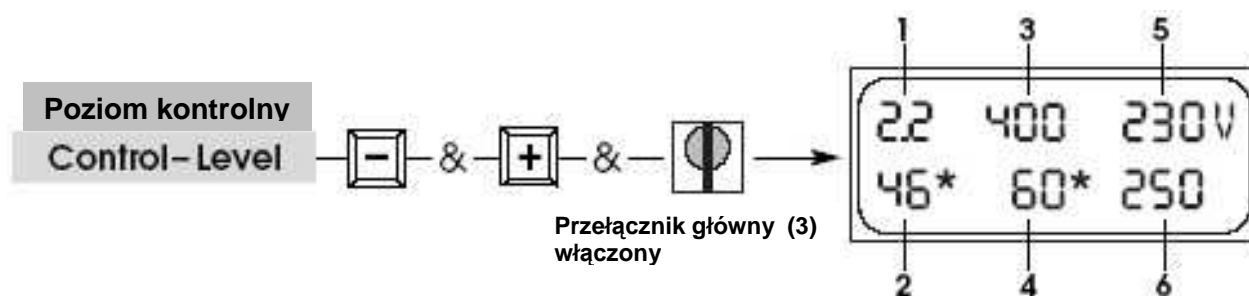 1 3 5
Poziom kontrolny
Control-Level
- & + &
2.2 400 230V
46* 60* 250
Przełącznik główny (3)
włączony
2 4 6